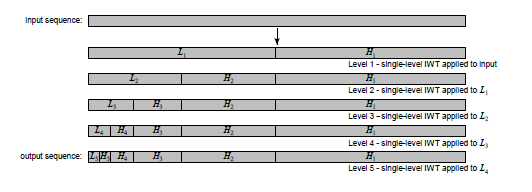 Input sequence:
L1 H1
Level 1 - single-level IWT applied to Input
L2 H2 H1
Level 2 - single-level IWT applied to L1
L3 H3 H2 H1
Level 3 - single-level IWT applied to L2
L4 H4 H3 H2 H1
Level 4 - single-level IWT applied to L3
output sequence: L5 H5 H4 H3 H2 H1
Level 5 - single-level IWT applied to L4